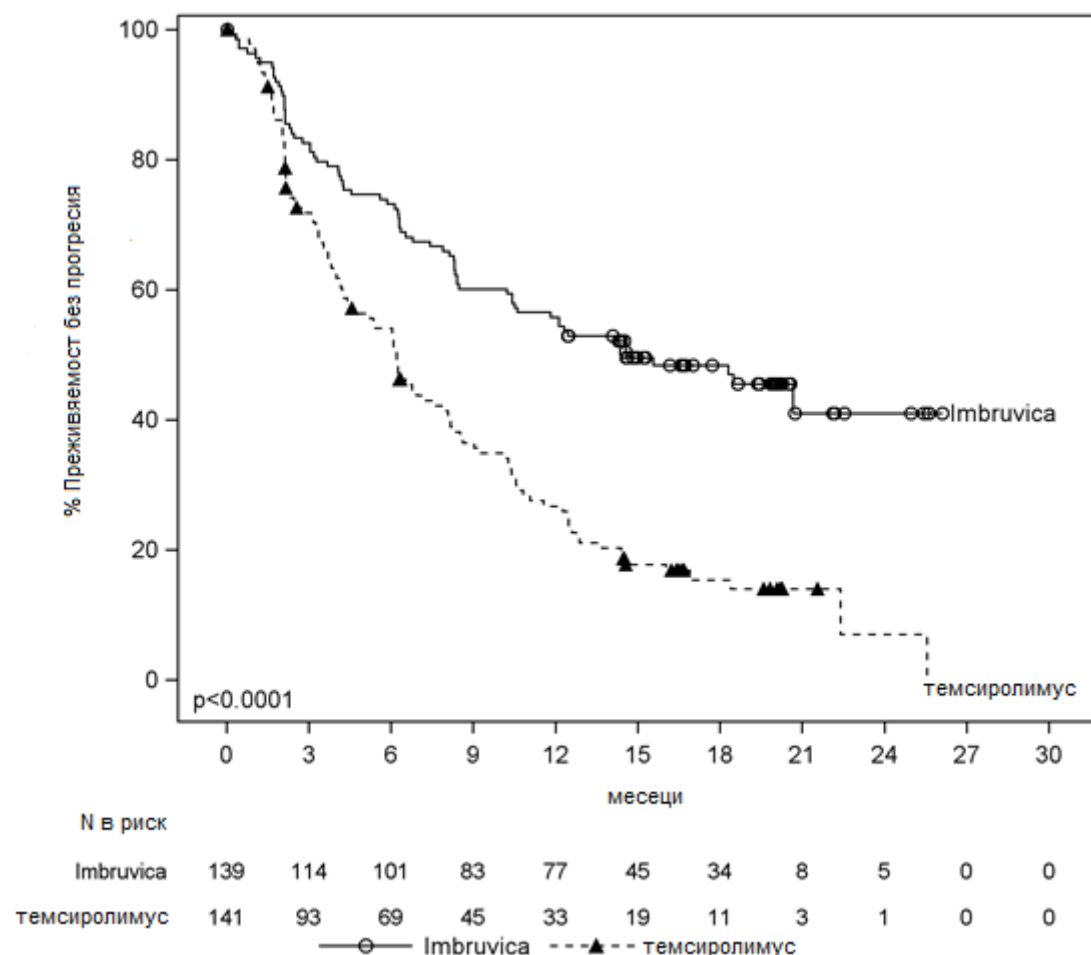 % Преживяемост без прогресия
100
80
60
40
20
0
Imbruvica
темсиролимус
p<0.0001
0 3 6 9 12 15 18 21 24 27 30
месеци
N в риск
Imbruvica 139 114 101 83 77 45 34 8 5 0 0
темсиролимус 141 93 69 45 33 19 11 3 1 0 0
Imbruvica темсиролимус